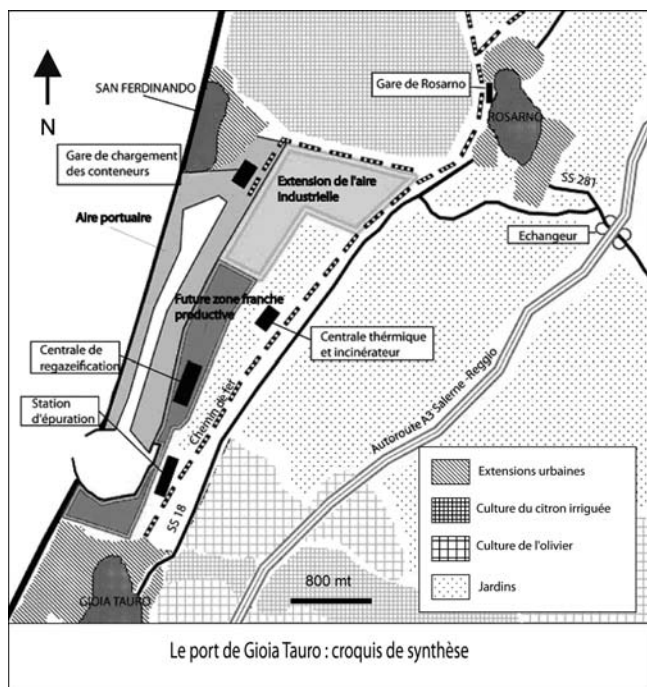 SAN FERDINANDO
N
Gare de Rosarno
ROSARNO
Gare de chargement
des conteneurs
Extension de l'aire
industrielle
SS 281
Aire portuaire
Echangeur
Future zone franche
productive
Centrale thérmique
et incinérateur
Centrale de
regazeification
Station
d'épuration
Chemin de fer
Autoroute A3 Salerne -Reggio
SS 18
Extensions urbaines
Culture du citron irriguée
Culture de l'olivier
Jardins
800 mt
GIOIA TAURO
Le port de Gioia Tauro : croquis de synthèse